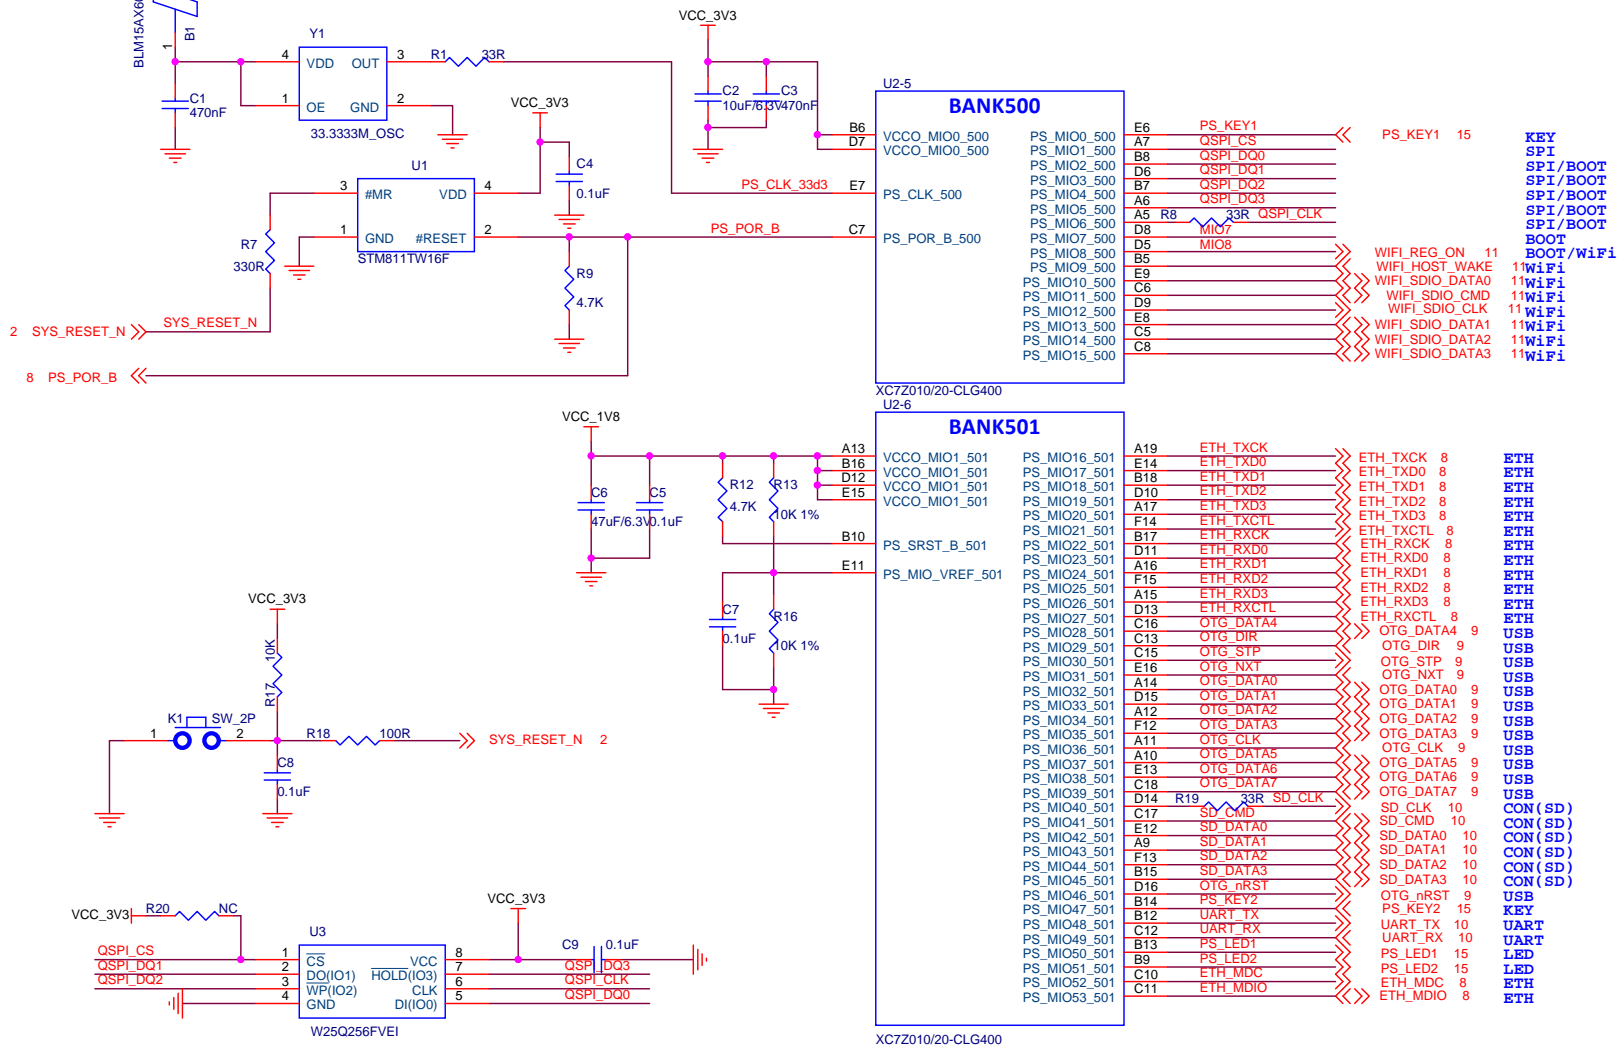 BLM15AX60
B1
1
Y1
4 VDD OUT 3
1 OE GND 2
33.3333M_OSC
C1
470nF
R1 33R
VCC_3V3
C2
10uF/6.3V
C3
470nF
VCC_3V3
C4
0.1uF
U1
3 #MR VDD 4
1 GND #RESET 2
STM811TW16F
R7
330R
R9
4.7K
PS_CLK_33d3
PS_POR_B
2 SYS_RESET_N
SYS_RESET_N
8 PS_POR_B
U2-5
BANK500
B6 VCCO_MIO0_500
D7 VCCO_MIO0_500
E7 PS_CLK_500
C7 PS_POR_B_500
PS_MIO0_500 E6 PS_KEY1 PS_KEY1 15 KEY
PS_MIO1_500 A7 QSPI_CS SPI
PS_MIO2_500 B8 QSPI_DQ0 SPI/BOOT
PS_MIO3_500 D6 QSPI_DQ1 SPI/BOOT
PS_MIO4_500 B7 QSPI_DQ2 SPI/BOOT
PS_MIO5_500 A6 QSPI_DQ3 SPI/BOOT
PS_MIO6_500 A5 R8 33R QSPI_CLK SPI/BOOT
PS_MIO7_500 D8 MIO7 BOOT
PS_MIO8_500 D5 MIO8 WIFI_REG_ON 11 BOOT/WiFi
PS_MIO9_500 B5 WIFI_HOST_WAKE 11 WiFi
PS_MIO10_500 E9 WIFI_SDIO_DATA0 11 WiFi
PS_MIO11_500 C6 WIFI_SDIO_CMD 11 WiFi
PS_MIO12_500 D9 WIFI_SDIO_CLK 11 WiFi
PS_MIO13_500 E8 WIFI_SDIO_DATA1 11 WiFi
PS_MIO14_500 C5 WIFI_SDIO_DATA2 11 WiFi
PS_MIO15_500 C8 WIFI_SDIO_DATA3 11 WiFi
XC7Z010/20-CLG400
U2-6
BANK501
VCC_1V8
C6
47uF/6.3V
C5
0.1uF
R12
4.7K
R13
10K 1%
C7
0.1uF
R16
10K 1%
A13 VCCO_MIO1_501
B16 VCCO_MIO1_501
D12 VCCO_MIO1_501
E15 VCCO_MIO1_501
B10 PS_SRST_B_501
E11 PS_MIO_VREF_501
PS_MIO16_501 A19 ETH_TXCK ETH_TXCK 8 ETH
PS_MIO17_501 E14 ETH_TXD0 ETH_TXD0 8 ETH
PS_MIO18_501 B18 ETH_TXD1 ETH_TXD1 8 ETH
PS_MIO19_501 D10 ETH_TXD2 ETH_TXD2 8 ETH
PS_MIO20_501 A17 ETH_TXD3 ETH_TXD3 8 ETH
PS_MIO21_501 F14 ETH_TXCTL ETH_TXCTL 8 ETH
PS_MIO22_501 B17 ETH_RXCK ETH_RXCK 8 ETH
PS_MIO23_501 D11 ETH_RXD0 ETH_RXD0 8 ETH
PS_MIO24_501 A16 ETH_RXD1 ETH_RXD1 8 ETH
PS_MIO25_501 F15 ETH_RXD2 ETH_RXD2 8 ETH
PS_MIO26_501 A15 ETH_RXD3 ETH_RXD3 8 ETH
PS_MIO27_501 D13 ETH_RXCTL ETH_RXCTL 8 ETH
PS_MIO28_501 C16 OTG_DATA4 OTG_DATA4 9 USB
PS_MIO29_501 C13 OTG_DIR OTG_DIR 9 USB
PS_MIO30_501 C15 OTG_STP OTG_STP 9 USB
PS_MIO31_501 E16 OTG_NXT OTG_NXT 9 USB
PS_MIO32_501 A14 OTG_DATA0 OTG_DATA0 9 USB
PS_MIO33_501 D15 OTG_DATA1 OTG_DATA1 9 USB
PS_MIO34_501 A12 OTG_DATA2 OTG_DATA2 9 USB
PS_MIO35_501 F12 OTG_DATA3 OTG_DATA3 9 USB
PS_MIO36_501 A11 OTG_CLK OTG_CLK 9 USB
PS_MIO37_501 A10 OTG_DATA5 OTG_DATA5 9 USB
PS_MIO38_501 E13 OTG_DATA6 OTG_DATA6 9 USB
PS_MIO39_501 C18 OTG_DATA7 OTG_DATA7 9 USB
PS_MIO40_501 D14 R19 33R SD_CLK SD_CLK 10 CON(SD)
PS_MIO41_501 C17 SD_CMD SD_CMD 10 CON(SD)
PS_MIO42_501 E12 SD_DATA0 SD_DATA0 10 CON(SD)
PS_MIO43_501 A9 SD_DATA1 SD_DATA1 10 CON(SD)
PS_MIO44_501 F13 SD_DATA2 SD_DATA2 10 CON(SD)
PS_MIO45_501 B15 SD_DATA3 SD_DATA3 10 CON(SD)
PS_MIO46_501 D16 OTG_nRST OTG_nRST 9 USB
PS_MIO47_501 B14 PS_KEY2 PS_KEY2 15 KEY
PS_MIO48_501 B12 UART_TX UART_TX 10 UART
PS_MIO49_501 C12 UART_RX UART_RX 10 UART
PS_MIO50_501 B13 PS_LED1 PS_LED1 15 LED
PS_MIO51_501 B9 PS_LED2 PS_LED2 15 LED
PS_MIO52_501 C10 ETH_MDC ETH_MDC 8 ETH
PS_MIO53_501 C11 ETH_MDIO ETH_MDIO 8 ETH
XC7Z010/20-CLG400
VCC_3V3
R17 10K
K1 SW_2P
1 2
R18 100R
SYS_RESET_N 2
C8
0.1uF
VCC_3V3 R20 NC
VCC_3V3
C9 0.1uF
U3
QSPI_CS 1 CS VCC 8
QSPI_DQ1 2 DO(IO1) HOLD(IO3) 7 QSPI_DQ3
QSPI_DQ2 3 WP(IO2) CLK 6 QSPI_CLK
4 GND DI(IO0) 5 QSPI_DQ0
W25Q256FVEI